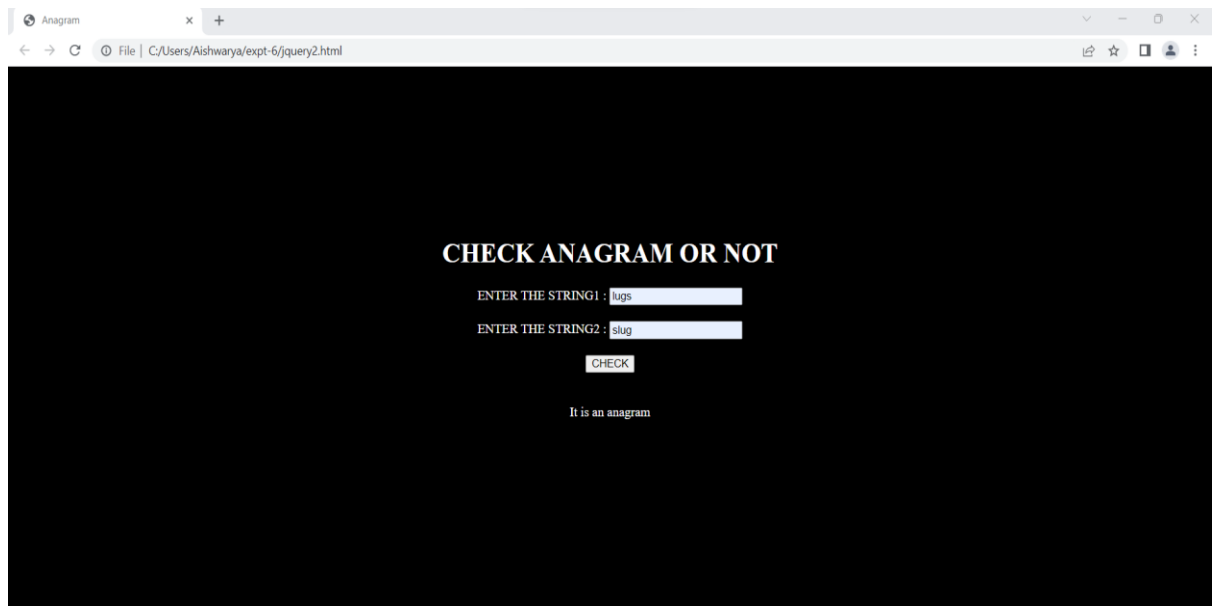 Anagram
File | C:/Users/Aishwarya/expt-6/jquery2.html
CHECK ANAGRAM OR NOT
ENTER THE STRING1 : lugs
ENTER THE STRING2 : slug
CHECK
It is an anagram